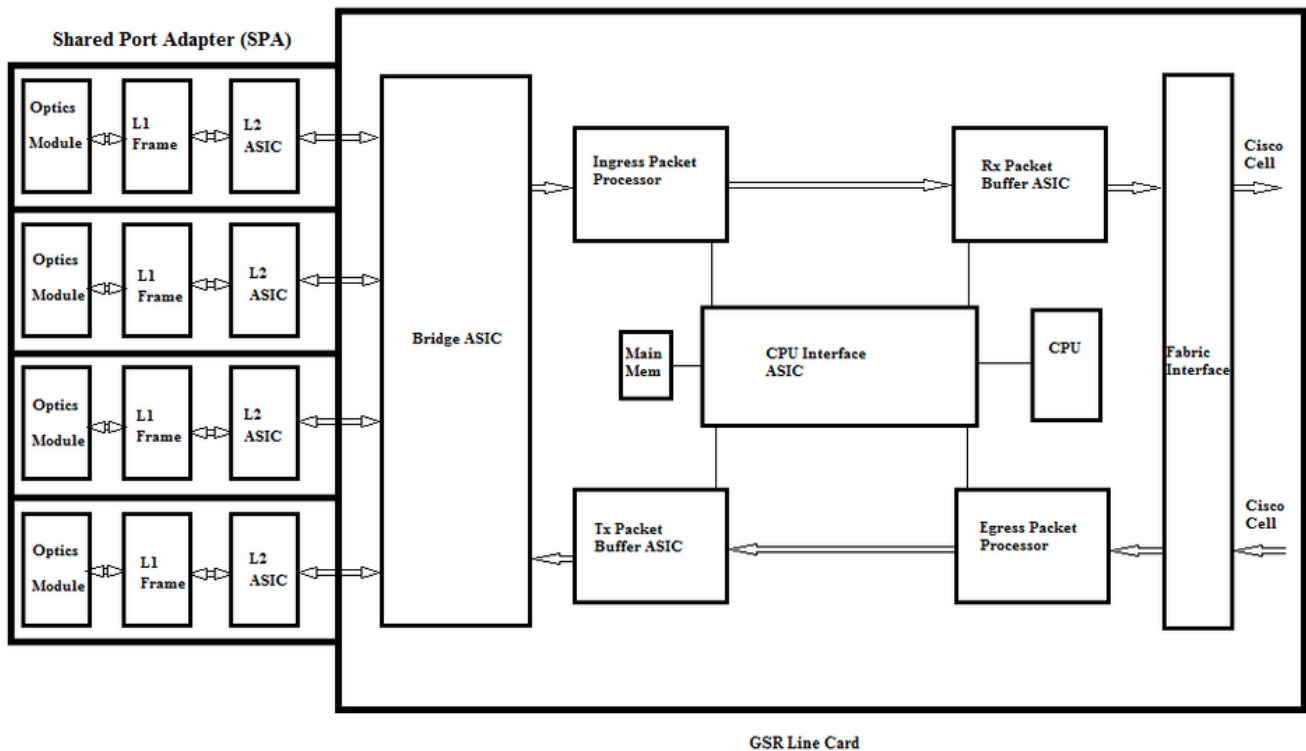 Shared Port Adapter (SPA)
Optics
Module
L1
Frame
L2
ASIC
Optics
Module
L1
Frame
L2
ASIC
Optics
Module
L1
Frame
L2
ASIC
Optics
Module
L1
Frame
L2
ASIC
Bridge ASIC
Ingress Packet
Processor
Rx Packet
Buffer ASIC
Main
Mem
CPU Interface
ASIC
CPU
Tx Packet
Buffer ASIC
Egress Packet
Processor
Fabric
Interface
Cisco
Cell
Cisco
Cell
GSR Line Card